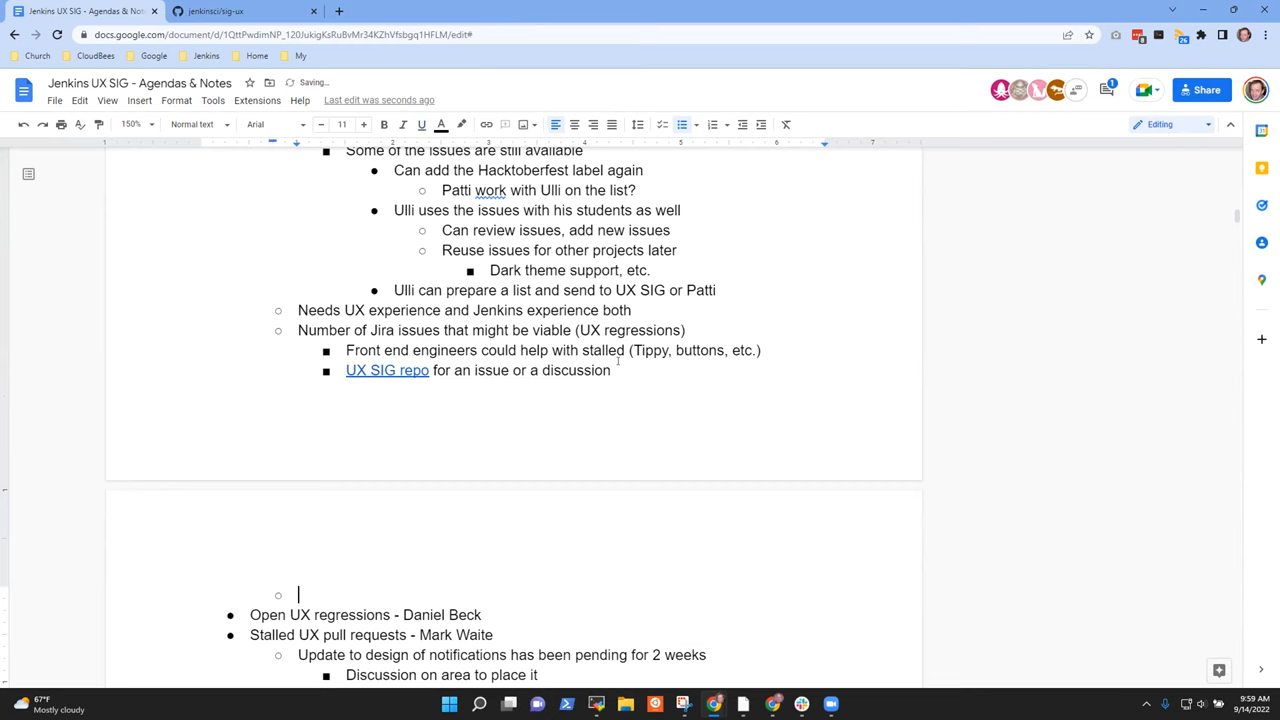 Jenkins UX SIG - Agendas & Notes
jenkinsci/sig-ux
docs.google.com/document/d/1QttPwdimNP_120JukigKsRuBvMr34KZhVfsbgq1HFLM/edit#
Church
CloudBees
Google
Jenkins
Home
My
Jenkins UX SIG - Agendas & Notes
Saving...
File Edit View Insert Format Tools Extensions Help Last edit was seconds ago
1
Share
150% Normal text Arial 11 Editing
1 1 2 3 4 5 6 7
Some of the issues are still available
Can add the Hacktoberfest label again
Patti work with Ulli on the list?
Ulli uses the issues with his students as well
Can review issues, add new issues
Reuse issues for other projects later
Dark theme support, etc.
Ulli can prepare a list and send to UX SIG or Patti
Needs UX experience and Jenkins experience both
Number of Jira issues that might be viable (UX regressions)
Front end engineers could help with stalled (Tippy, buttons, etc.)
UX SIG repo for an issue or a discussion
Open UX regressions - Daniel Beck
Stalled UX pull requests - Mark Waite
Update to design of notifications has been pending for 2 weeks
Discussion on area to place it
67°F
Mostly cloudy
9:59 AM
9/14/2022